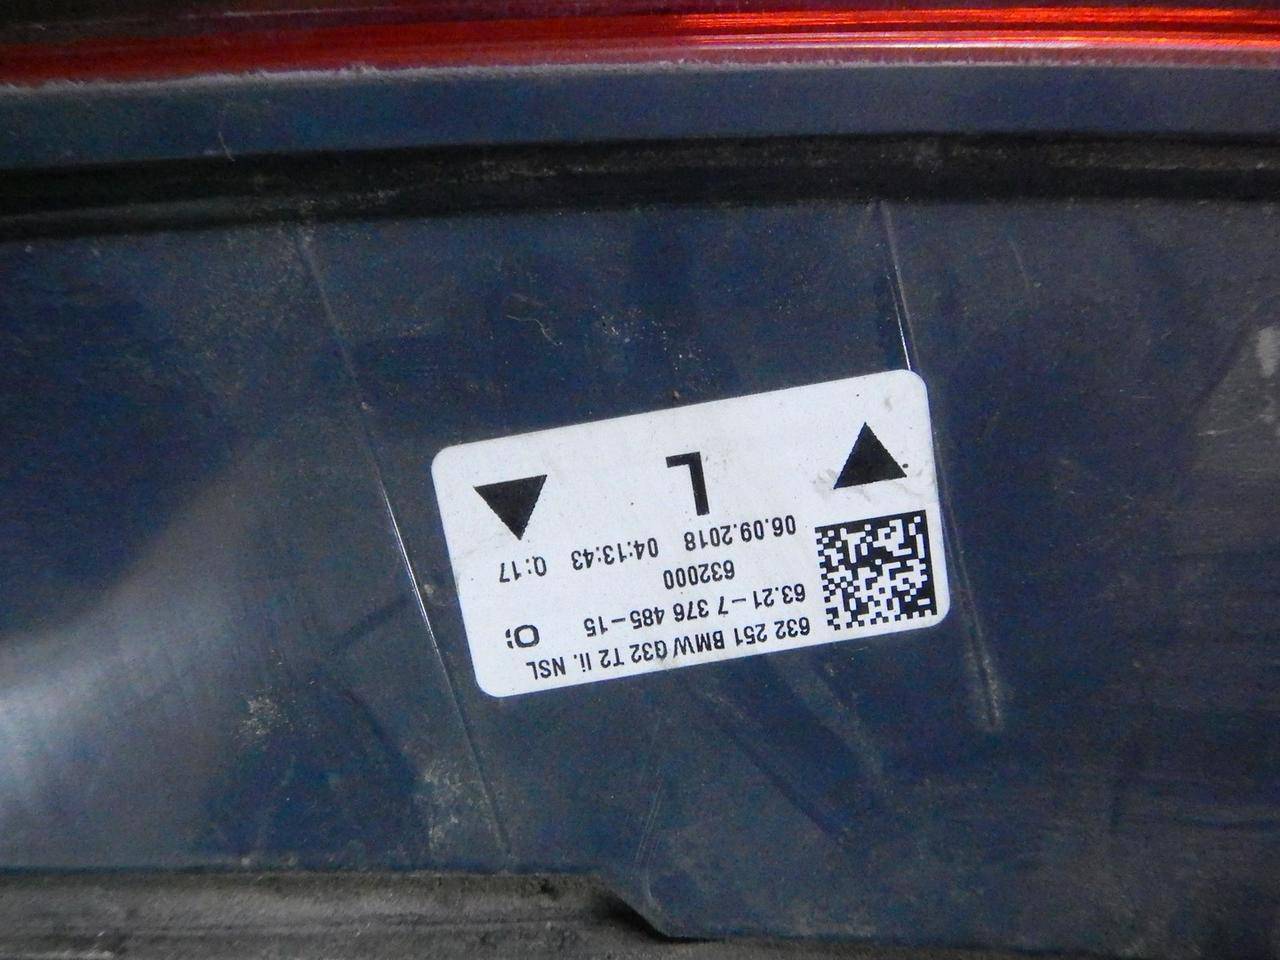 632 251 BMW G32 T2 li. NSL
63.21-7 376 485-15
632000
06.09.2018 04:13:43 Q:17
L